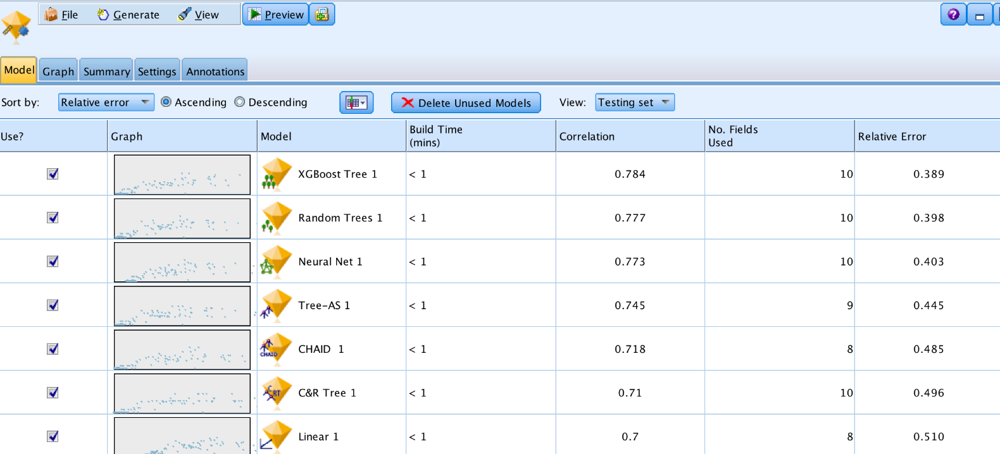 File Generate View Preview
Model Graph Summary Settings Annotations
Sort by: Relative error Ascending Descending Delete Unused Models View: Testing set
Use? Graph Model Build Time (mins) Correlation No. Fields Used Relative Error
XGBoost Tree 1 < 1 0.784 10 0.389
Random Trees 1 < 1 0.777 10 0.398
Neural Net 1 < 1 0.773 10 0.403
Tree-AS 1 < 1 0.745 9 0.445
CHAID CHAID 1 < 1 0.718 8 0.485
CRT C&R Tree 1 < 1 0.71 10 0.496
Linear 1 < 1 0.7 8 0.510